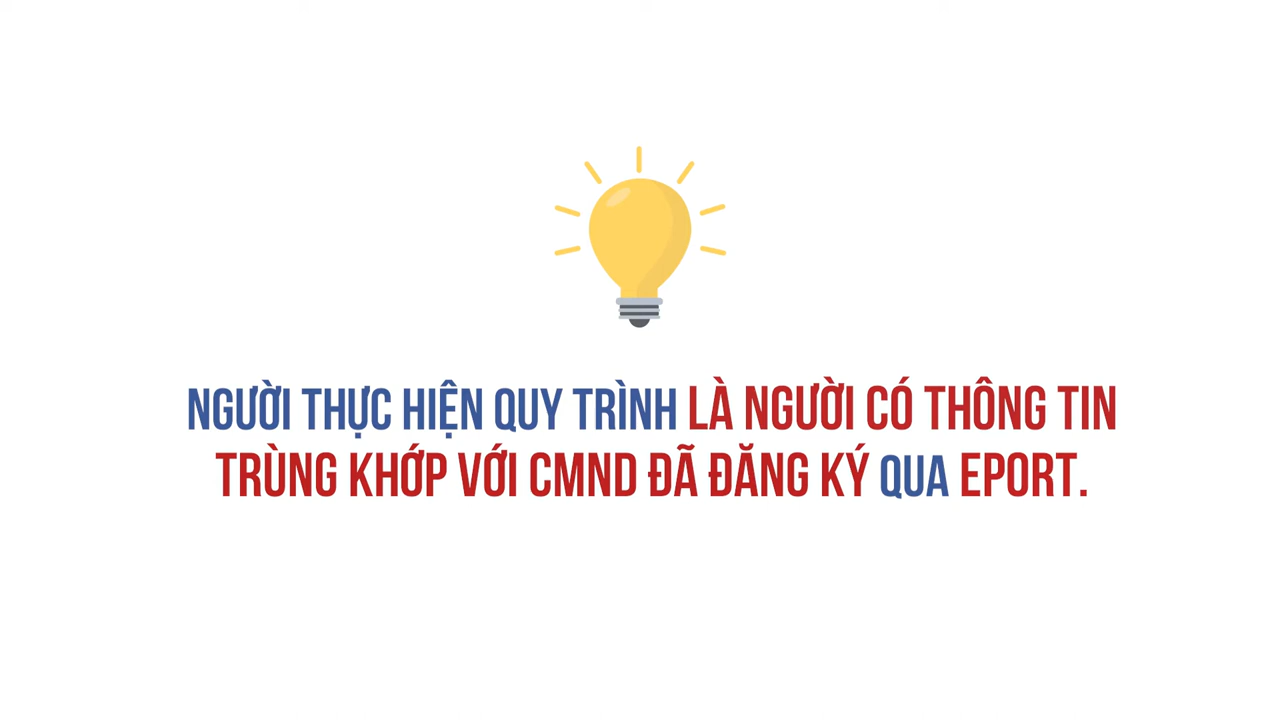 NGƯỜI THỰC HIỆN QUY TRÌNH LÀ NGƯỜI CÓ THÔNG TIN
TRÙNG KHỚP VỚI CMND ĐÃ ĐĂNG KÝ QUA EPORT.